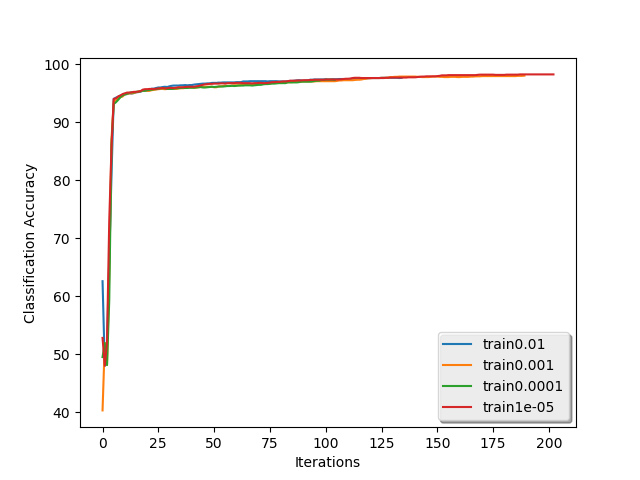 100
90
80
70
60
50
40
Classification Accuracy
train0.01
train0.001
train0.0001
train1e-05
0 25 50 75 100 125 150 175 200
Iterations